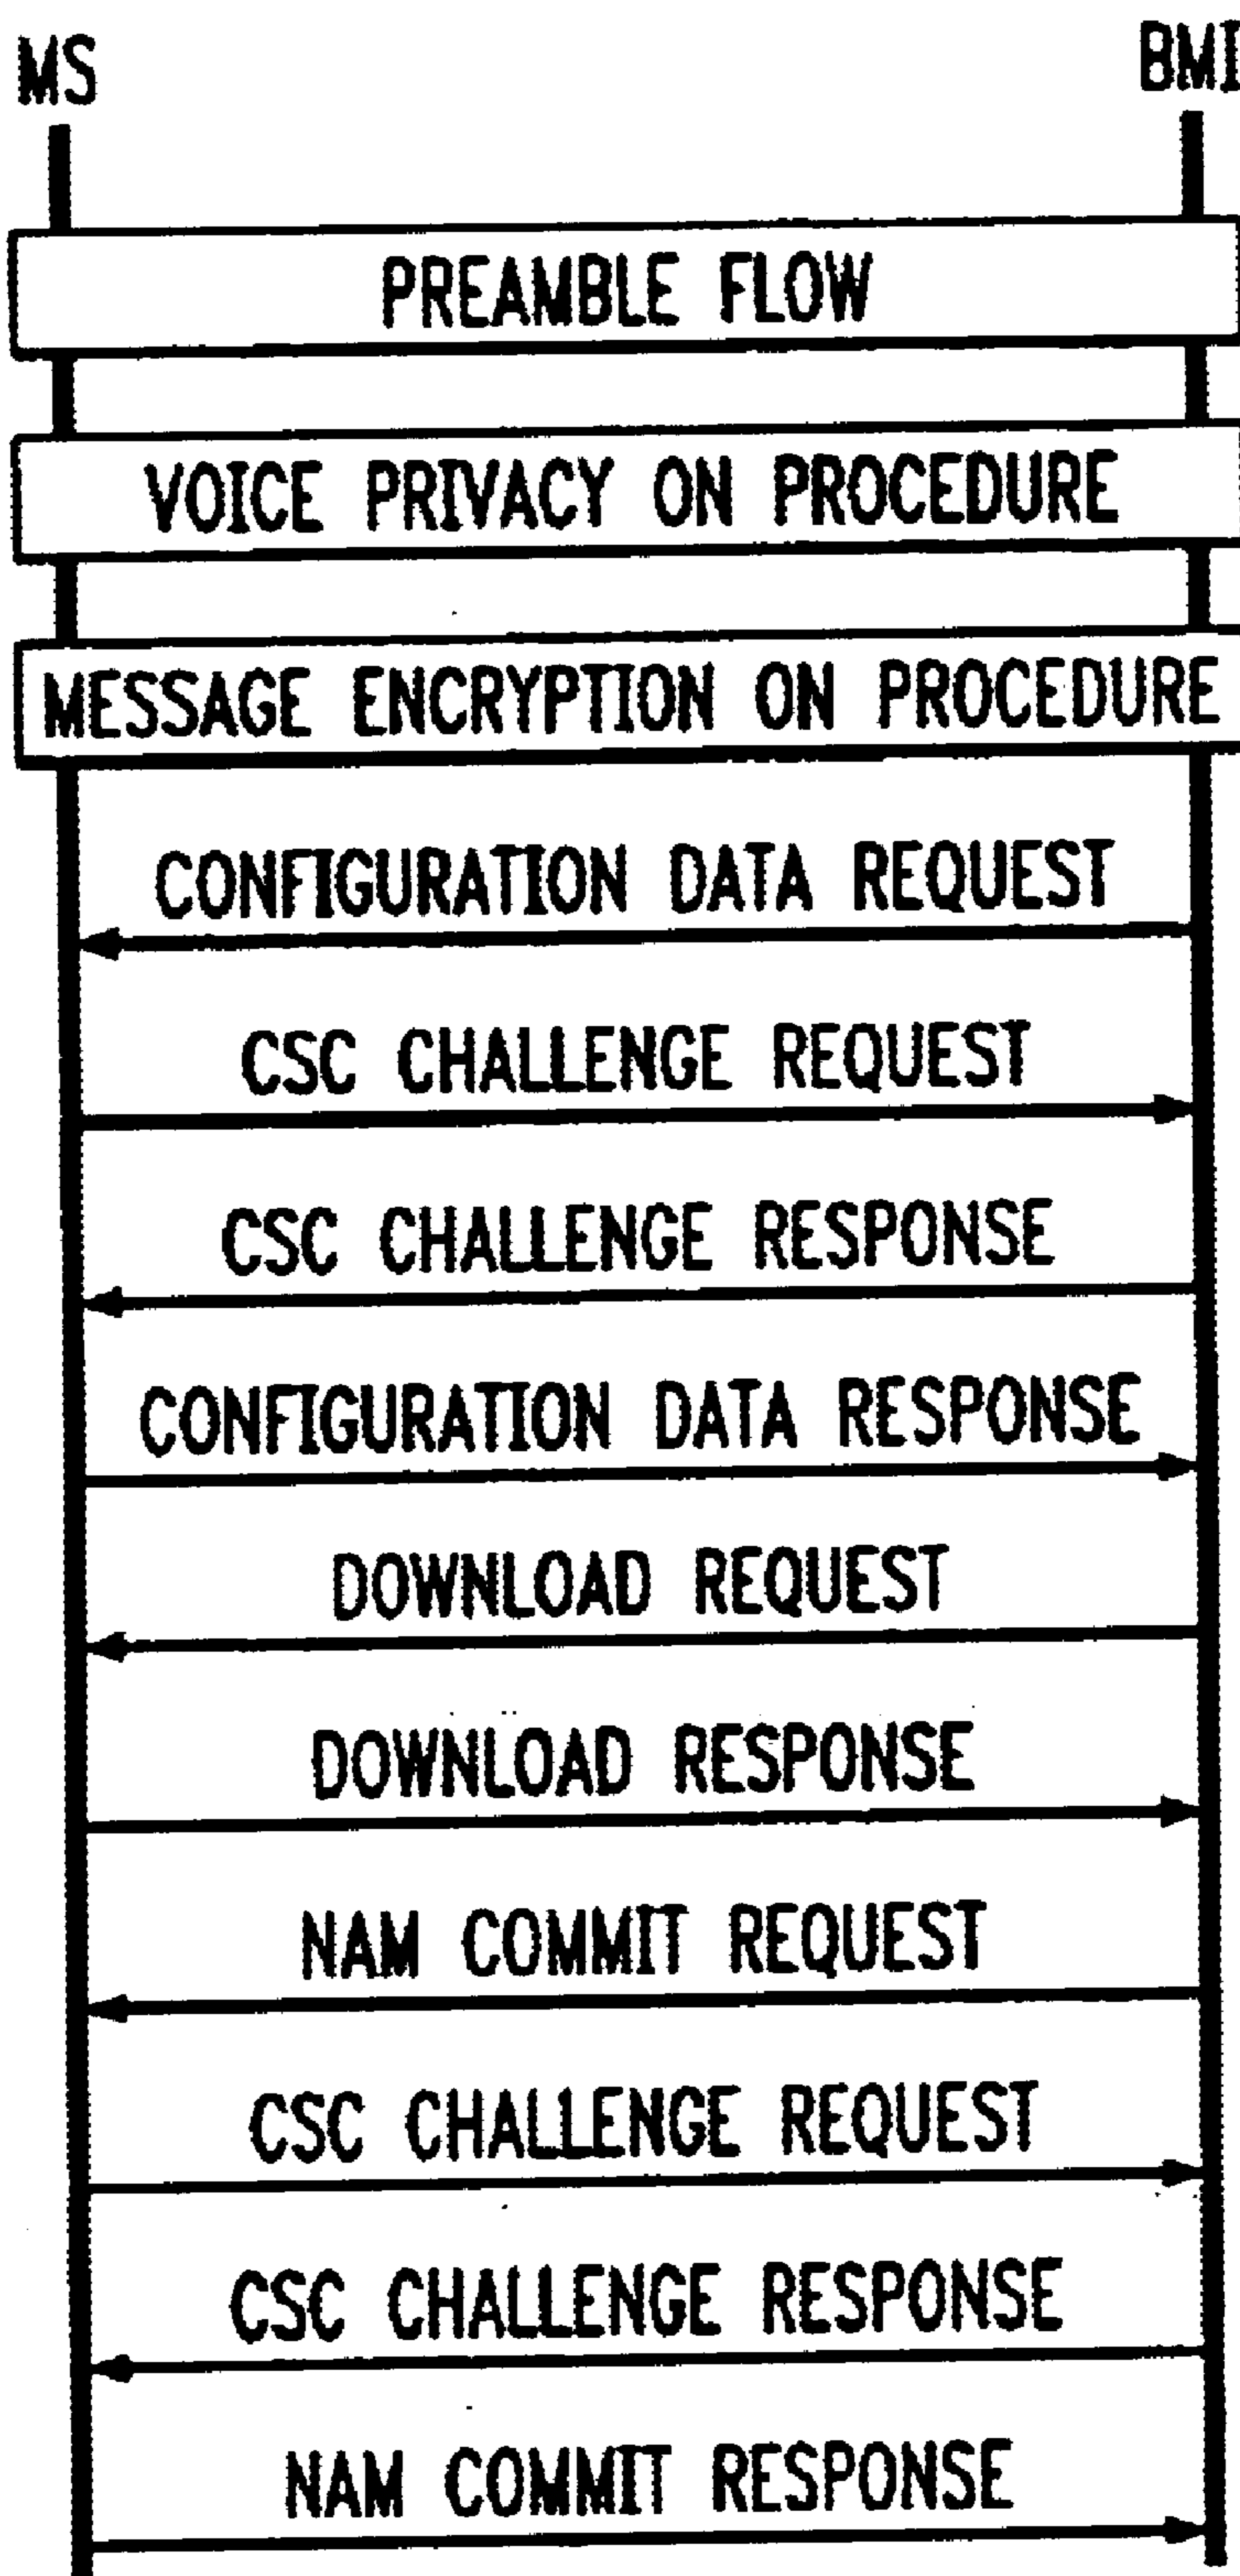 MS BMI
PREAMBLE FLOW
VOICE PRIVACY ON PROCEDURE
MESSAGE ENCRYPTION ON PROCEDURE
CONFIGURATION DATA REQUEST
CSC CHALLENGE REQUEST
CSC CHALLENGE RESPONSE
CONFIGURATION DATA RESPONSE
DOWNLOAD REQUEST
DOWNLOAD RESPONSE
NAM COMMIT REQUEST
CSC CHALLENGE REQUEST
CSC CHALLENGE RESPONSE
NAM COMMIT RESPONSE